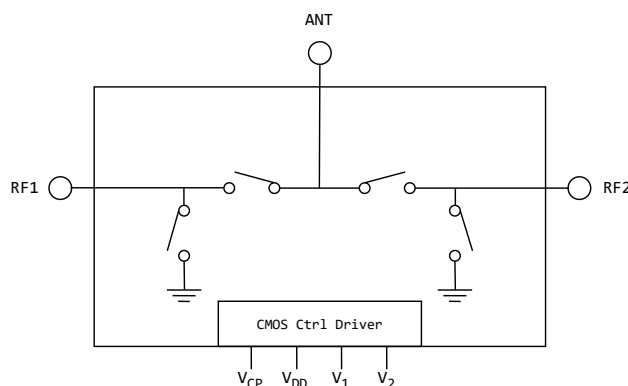 ANT
RF1
RF2
CMOS Ctrl Driver
VCP VDD V1 V2